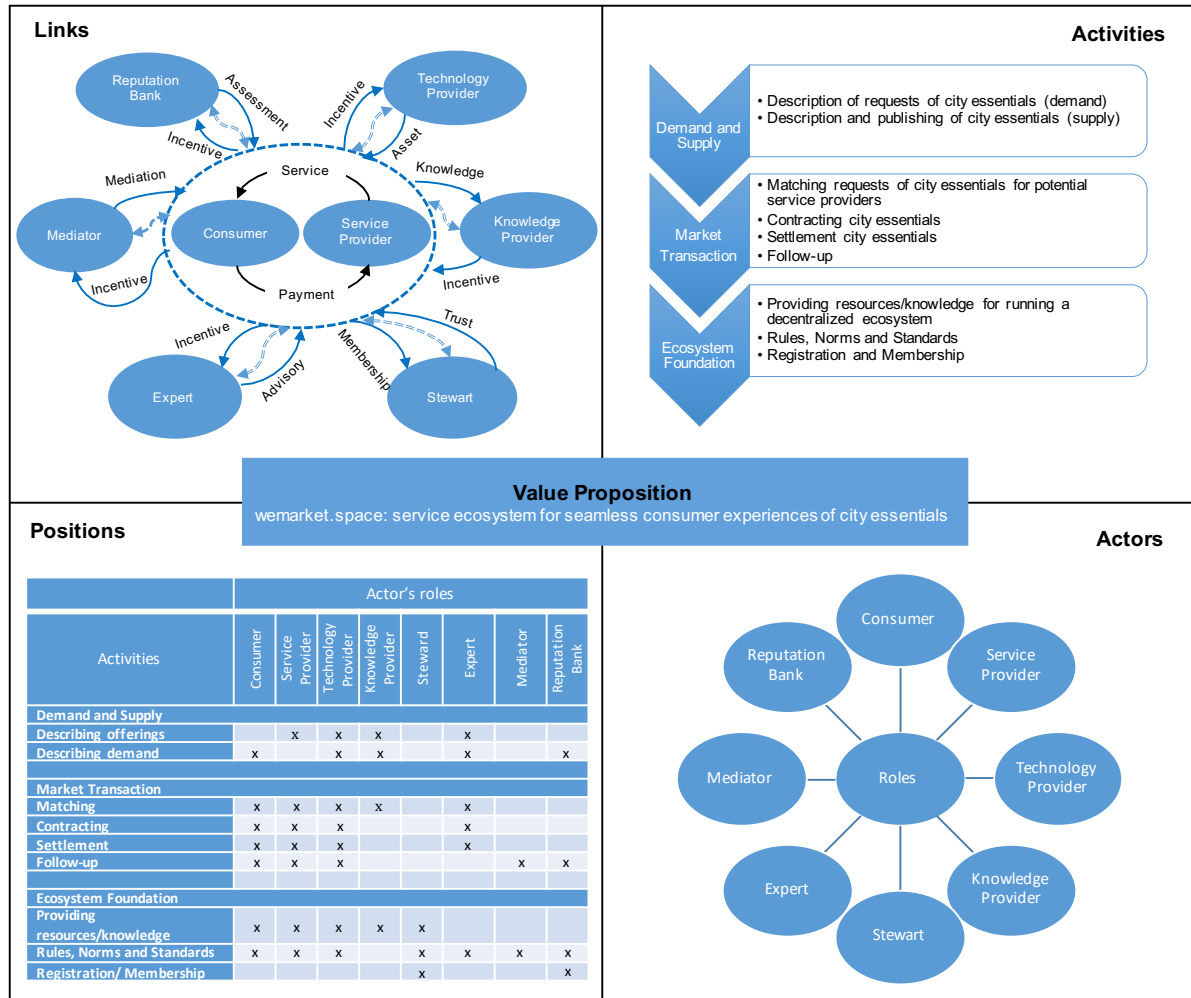 Links
Reputation
Bank
Assessment
Incentive
Technology
Provider
Incentive
Asset
Mediation
Service
Knowledge
Mediator
Consumer
Service
Provider
Knowledge
Provider
Incentive
Payment
Incentive
Incentive
Advisory
Expert
Membership
Trust
Stewart
Activities
Demand and
Supply
• Description of requests of city essentials (demand)
• Description and publishing of city essentials (supply)
Market
Transaction
• Matching requests of city essentials for potential
service providers
• Contracting city essentials
• Settlement city essentials
• Follow-up
Ecosystem
Foundation
• Providing resources/knowledge for running a
decentralized ecosystem
• Rules, Norms and Standards
• Registration and Membership
Value Proposition
wemarket.space: service ecosystem for seamless consumer experiences of city essentials
Positions
Actor's roles
Activities
Consumer
Service
Provider
Technology
Provider
Knowledge
Provider
Steward
Expert
Mediator
Reputation
Bank
Demand and Supply
Describing offerings x x x x
Describing demand x x x x x
Market Transaction
Matching x x x x x
Contracting x x x x
Settlement x x x x
Follow-up x x x x x
Ecosystem Foundation
Providing
resources/knowledge x x x x x
Rules, Norms and Standards x x x x x x x
Registration/ Membership x x
Actors
Consumer
Reputation
Bank
Service
Provider
Mediator
Roles
Technology
Provider
Expert
Knowledge
Provider
Stewart